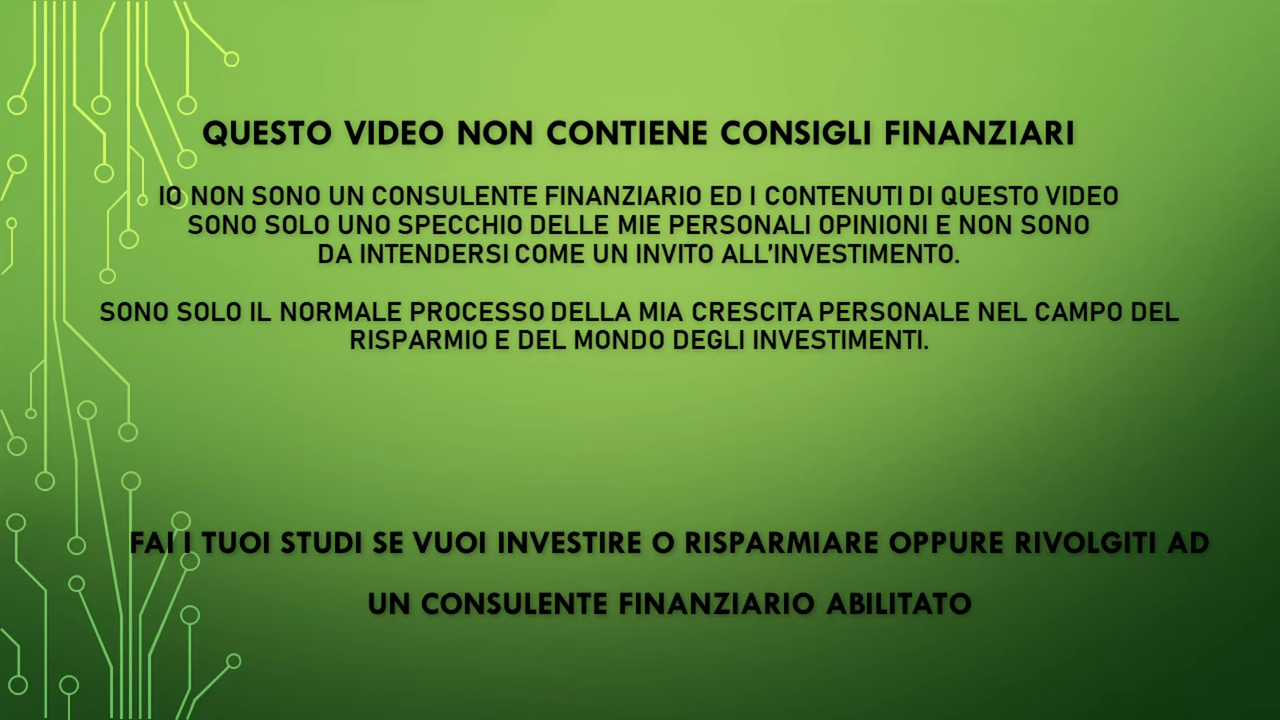 QUESTO VIDEO NON CONTIENE CONSIGLI FINANZIARI
IO NON SONO UN CONSULENTE FINANZIARIO ED I CONTENUTI DI QUESTO VIDEO
SONO SOLO UNO SPECCHIO DELLE MIE PERSONALI OPINIONI E NON SONO
DA INTENDERSI COME UN INVITO ALL'INVESTIMENTO.
SONO SOLO IL NORMALE PROCESSO DELLA MIA CRESCITA PERSONALE NEL CAMPO DEL
RISPARMIO E DEL MONDO DEGLI INVESTIMENTI.
FAI I TUOI STUDI SE VUOI INVESTIRE O RISPARMIARE OPPURE RIVOLGITI AD
UN CONSULENTE FINANZIARIO ABILITATO